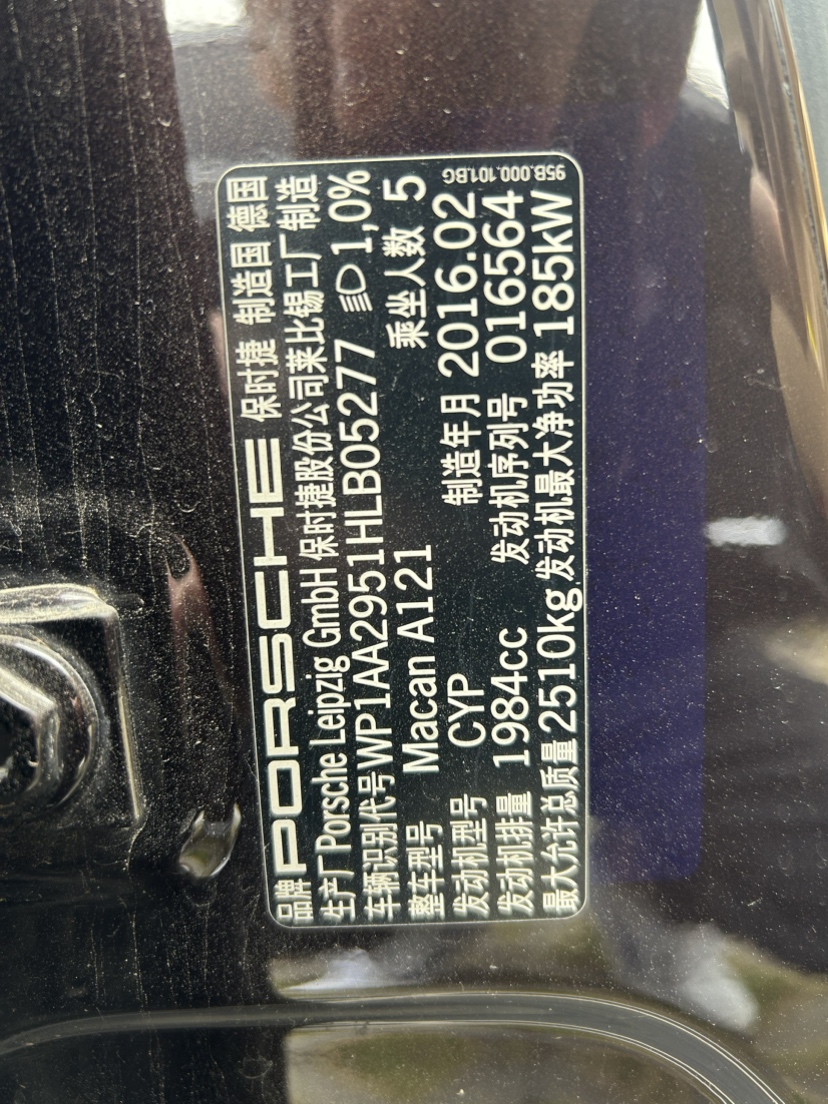 品牌 PORSCHE 保时捷 制造国 德国
生产厂 Porsche Leipzig GmbH 保时捷股份公司莱比锡工厂 制造
车辆识别代号 WP1AA2951HLB05277 1,0%
整车型号 Macan A121 乘坐人数 5
发动机型号 CYP 制造年月 2016.02
发动机排量 1984cc 发动机序列号 016564
最大允许总质量 2510kg 发动机最大净功率 185kW
95B.000.101.BG